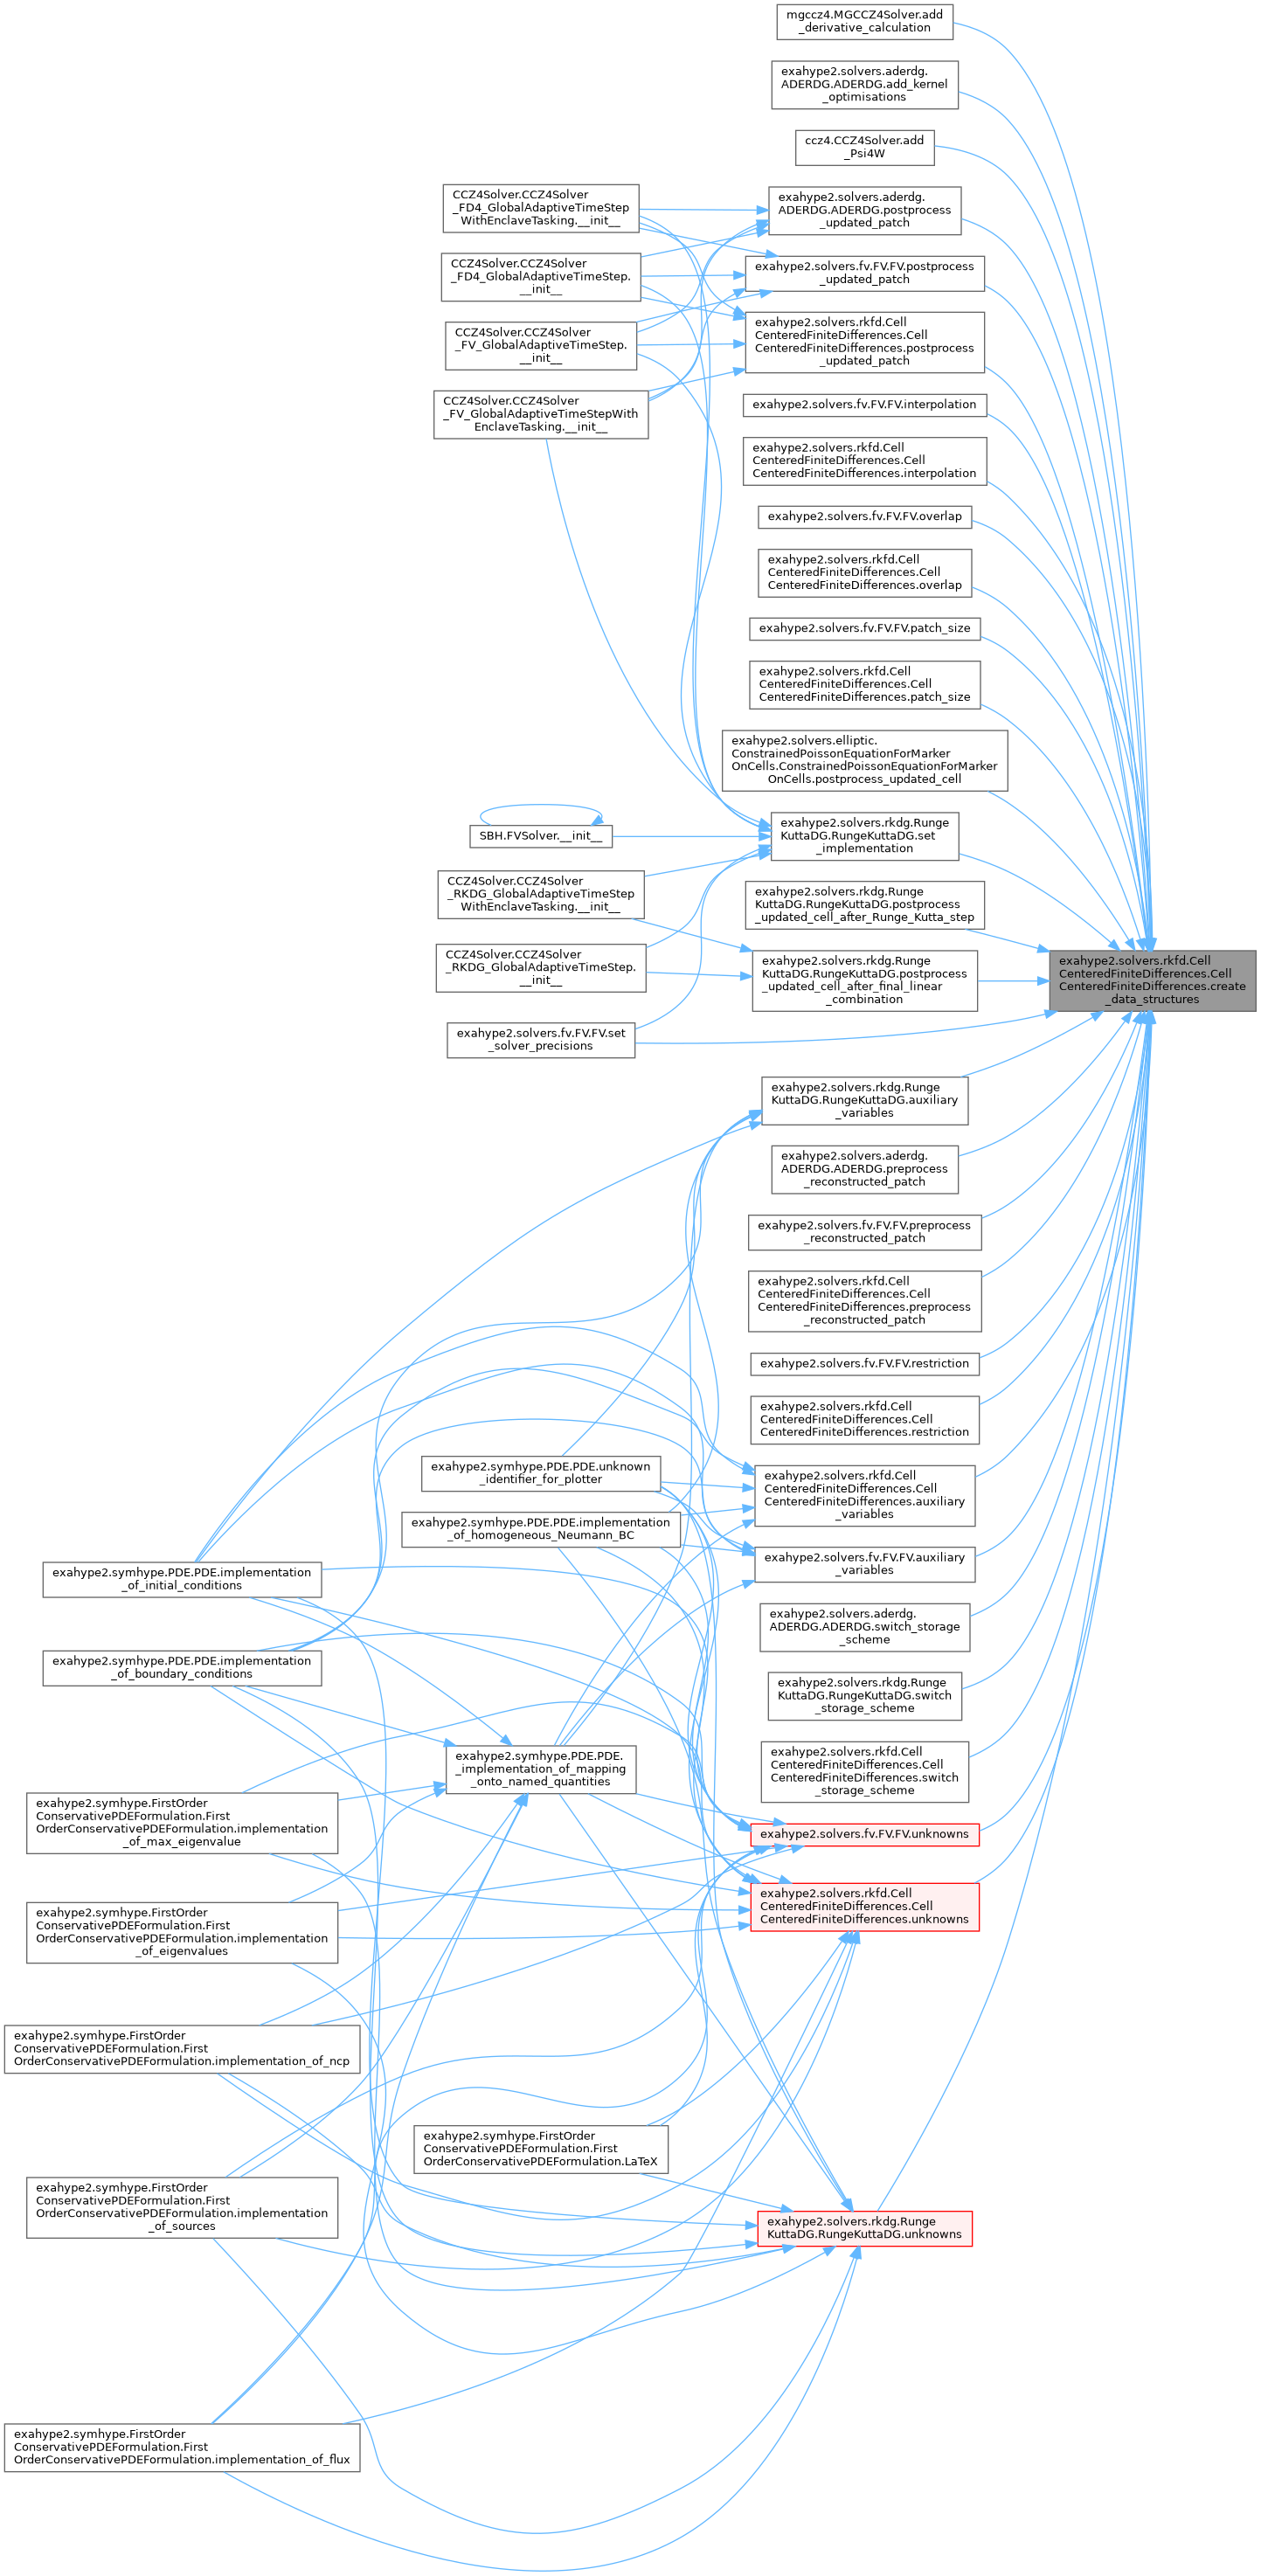 mgccz4.MGCCZ4Solver.add
_derivative_calculation
exahype2.solvers.aderdg.
ADERDG.ADERDG.add_kernel
_optimisations
ccz4.CCZ4Solver.add
_Psi4W
CCZ4Solver.CCZ4Solver
_FD4_GlobalAdaptiveTimeStep
WithEnclaveTasking.__init__
exahype2.solvers.aderdg.
ADERDG.ADERDG.postprocess
_updated_patch
CCZ4Solver.CCZ4Solver
_FD4_GlobalAdaptiveTimeStep.
__init__
exahype2.solvers.fv.FV.FV.postprocess
_updated_patch
CCZ4Solver.CCZ4Solver
_FV_GlobalAdaptiveTimeStep.
__init__
exahype2.solvers.rkfd.Cell
CenteredFiniteDifferences.Cell
CenteredFiniteDifferences.postprocess
_updated_patch
CCZ4Solver.CCZ4Solver
_FV_GlobalAdaptiveTimeStepWith
EnclaveTasking.__init__
exahype2.solvers.fv.FV.FV.interpolation
exahype2.solvers.rkfd.Cell
CenteredFiniteDifferences.Cell
CenteredFiniteDifferences.interpolation
exahype2.solvers.fv.FV.FV.overlap
exahype2.solvers.rkfd.Cell
CenteredFiniteDifferences.Cell
CenteredFiniteDifferences.overlap
exahype2.solvers.fv.FV.FV.patch_size
exahype2.solvers.rkfd.Cell
CenteredFiniteDifferences.Cell
CenteredFiniteDifferences.patch_size
exahype2.solvers.elliptic.
ConstrainedPoissonEquationForMarker
OnCells.ConstrainedPoissonEquationForMarker
OnCells.postprocess_updated_cell
SBH.FVSolver.__init__
exahype2.solvers.rkdg.Runge
KuttaDG.RungeKuttaDG.set
_implementation
CCZ4Solver.CCZ4Solver
_RKDG_GlobalAdaptiveTimeStep
WithEnclaveTasking.__init__
exahype2.solvers.rkdg.Runge
KuttaDG.RungeKuttaDG.postprocess
_updated_cell_after_Runge_Kutta_step
CCZ4Solver.CCZ4Solver
_RKDG_GlobalAdaptiveTimeStep.
__init__
exahype2.solvers.rkdg.Runge
KuttaDG.RungeKuttaDG.postprocess
_updated_cell_after_final_linear
_combination
exahype2.solvers.rkfd.Cell
CenteredFiniteDifferences.Cell
CenteredFiniteDifferences.create
_data_structures
exahype2.solvers.fv.FV.FV.set
_solver_precisions
exahype2.solvers.rkdg.Runge
KuttaDG.RungeKuttaDG.auxiliary
_variables
exahype2.solvers.aderdg.
ADERDG.ADERDG.preprocess
_reconstructed_patch
exahype2.solvers.fv.FV.FV.preprocess
_reconstructed_patch
exahype2.solvers.rkfd.Cell
CenteredFiniteDifferences.Cell
CenteredFiniteDifferences.preprocess
_reconstructed_patch
exahype2.solvers.fv.FV.FV.restriction
exahype2.solvers.rkfd.Cell
CenteredFiniteDifferences.Cell
CenteredFiniteDifferences.restriction
exahype2.symhype.PDE.PDE.unknown
_identifier_for_plotter
exahype2.solvers.rkfd.Cell
CenteredFiniteDifferences.Cell
CenteredFiniteDifferences.auxiliary
_variables
exahype2.symhype.PDE.PDE.implementation
_of_homogeneous_Neumann_BC
exahype2.solvers.fv.FV.FV.auxiliary
_variables
exahype2.symhype.PDE.PDE.implementation
_of_initial_conditions
exahype2.solvers.aderdg.
ADERDG.ADERDG.switch_storage
_scheme
exahype2.symhype.PDE.PDE.implementation
_of_boundary_conditions
exahype2.solvers.rkdg.Runge
KuttaDG.RungeKuttaDG.switch
_storage_scheme
exahype2.symhype.PDE.PDE.
_implementation_of_mapping
_onto_named_quantities
exahype2.solvers.rkfd.Cell
CenteredFiniteDifferences.Cell
CenteredFiniteDifferences.switch
_storage_scheme
exahype2.symhype.FirstOrder
ConservativePDEFormulation.First
OrderConservativePDEFormulation.implementation
_of_max_eigenvalue
exahype2.solvers.fv.FV.FV.unknowns
exahype2.solvers.rkfd.Cell
CenteredFiniteDifferences.Cell
CenteredFiniteDifferences.unknowns
exahype2.symhype.FirstOrder
ConservativePDEFormulation.First
OrderConservativePDEFormulation.implementation
_of_eigenvalues
exahype2.symhype.FirstOrder
ConservativePDEFormulation.First
OrderConservativePDEFormulation.implementation_of_ncp
exahype2.symhype.FirstOrder
ConservativePDEFormulation.First
OrderConservativePDEFormulation.LaTeX
exahype2.symhype.FirstOrder
ConservativePDEFormulation.First
OrderConservativePDEFormulation.implementation
_of_sources
exahype2.solvers.rkdg.Runge
KuttaDG.RungeKuttaDG.unknowns
exahype2.symhype.FirstOrder
ConservativePDEFormulation.First
OrderConservativePDEFormulation.implementation_of_flux